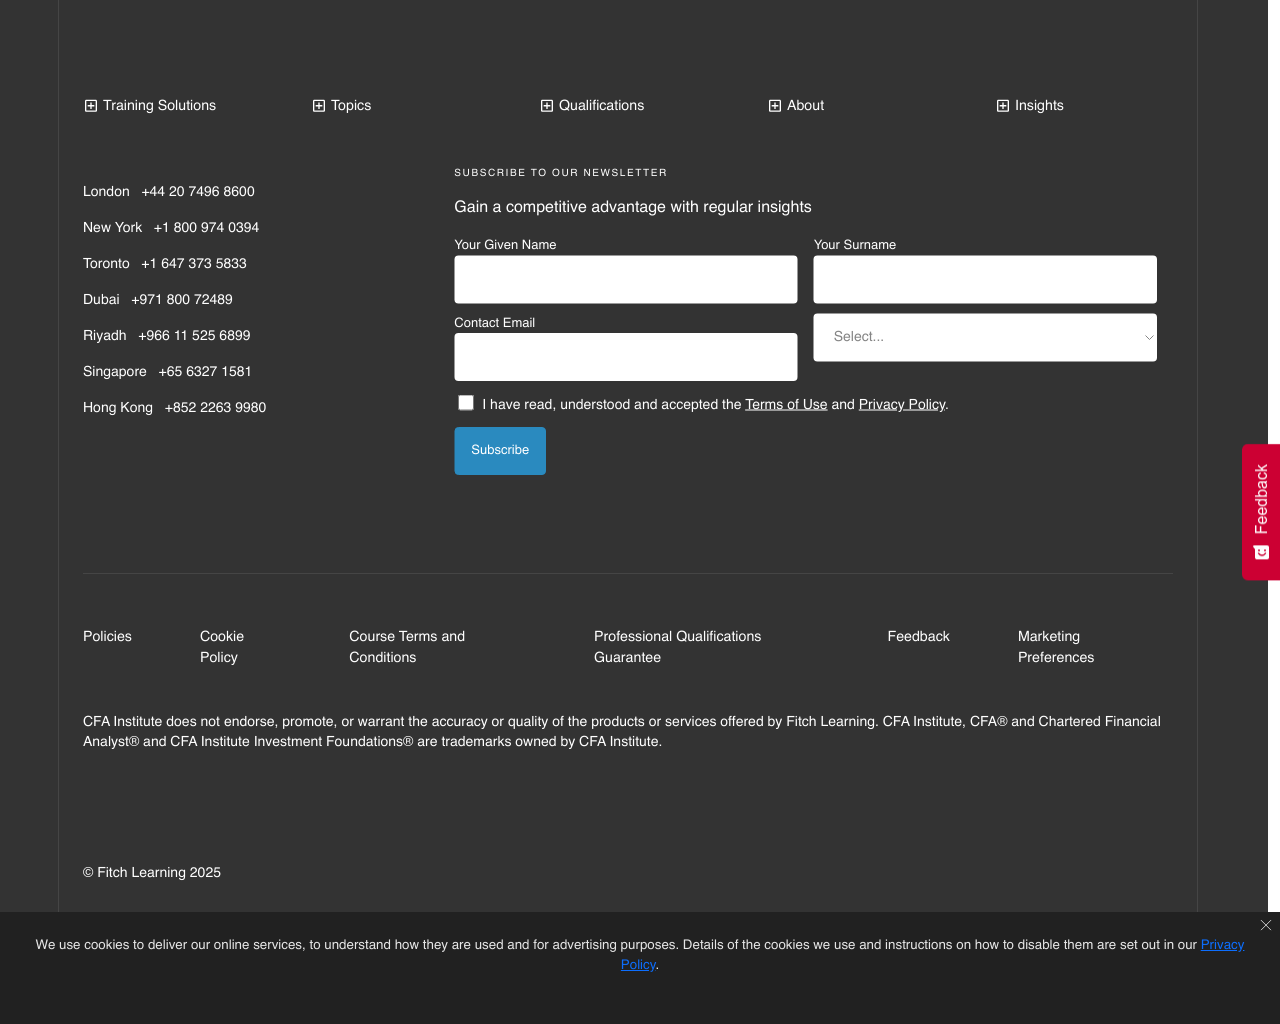 Training Solutions
Topics
Qualifications
About
Insights
London +44 20 7496 8600
New York +1 800 974 0394
Toronto +1 647 373 5833
Dubai +971 800 72489
Riyadh +966 11 525 6899
Singapore +65 6327 1581
Hong Kong +852 2263 9980
SUBSCRIBE TO OUR NEWSLETTER
Gain a competitive advantage with regular insights
Your Given Name
Your Surname
Contact Email
Select...
I have read, understood and accepted the Terms of Use and Privacy Policy.
Subscribe
Feedback
Policies
Cookie
Policy
Course Terms and
Conditions
Professional Qualifications
Guarantee
Feedback
Marketing
Preferences
CFA Institute does not endorse, promote, or warrant the accuracy or quality of the products or services offered by Fitch Learning. CFA Institute, CFA® and Chartered Financial
Analyst® and CFA Institute Investment Foundations® are trademarks owned by CFA Institute.
© Fitch Learning 2025
We use cookies to deliver our online services, to understand how they are used and for advertising purposes. Details of the cookies we use and instructions on how to disable them are set out in our Privacy
Policy.